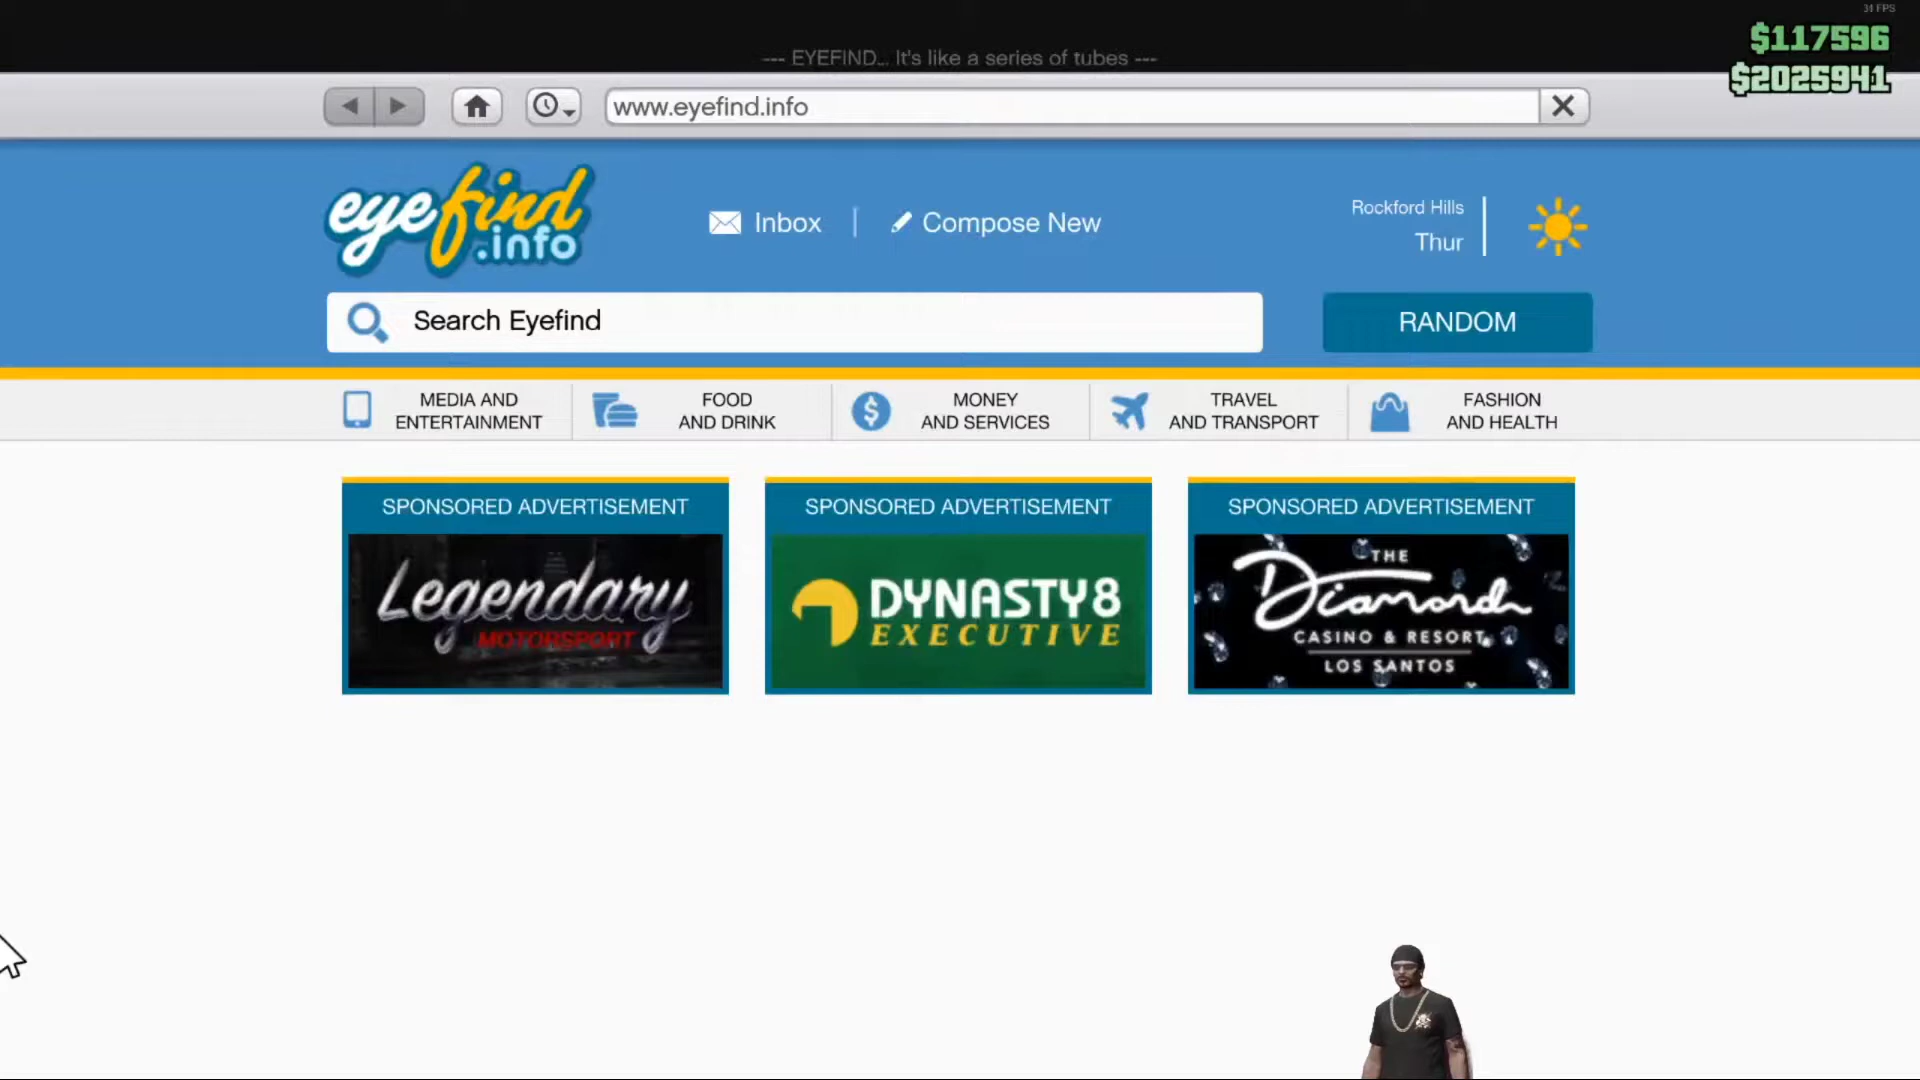 31 FPS
$117596
$2025941
--- EYEFIND... It's like a series of tubes ---
www.eyefind.info
eyefind
.info
Inbox
Compose New
Rockford Hills
Thur
Search Eyefind
RANDOM
MEDIA AND
ENTERTAINMENT
FOOD
AND DRINK
MONEY
AND SERVICES
TRAVEL
AND TRANSPORT
FASHION
AND HEALTH
SPONSORED ADVERTISEMENT
Legendary
MOTORSPORT
SPONSORED ADVERTISEMENT
DYNASTY8
EXECUTIVE
SPONSORED ADVERTISEMENT
THE
Diamond
CASINO & RESORT
LOS SANTOS